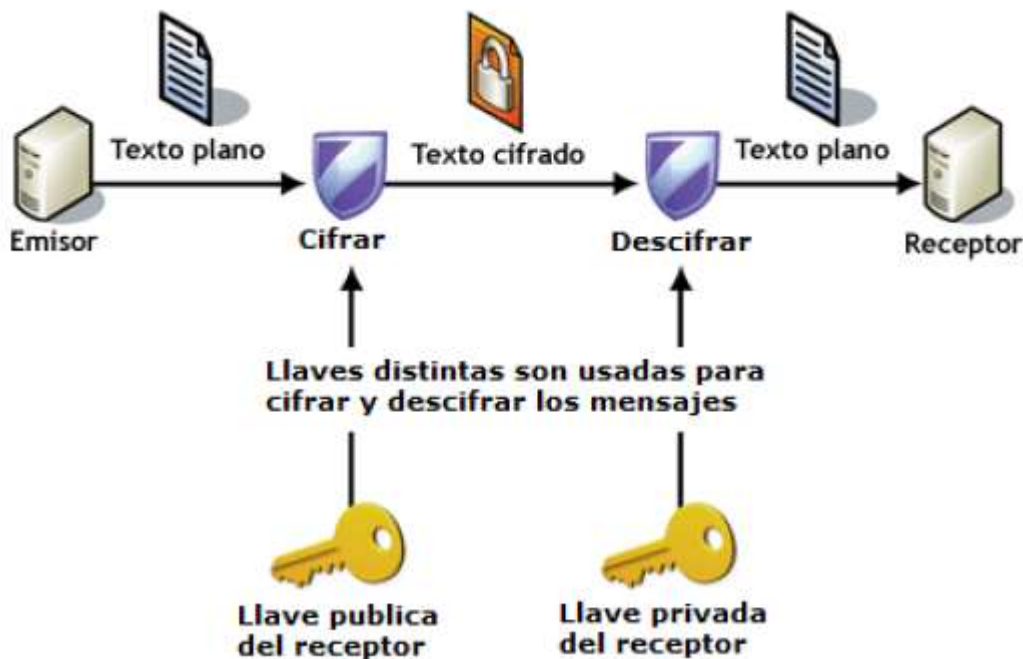 Texto plano
Texto cifrado
Texto plano
Emisor
Cifrar
Descifrar
Receptor
Llaves distintas son usadas para
cifrar y descifrar los mensajes
Llave publica
del receptor
Llave privada
del receptor